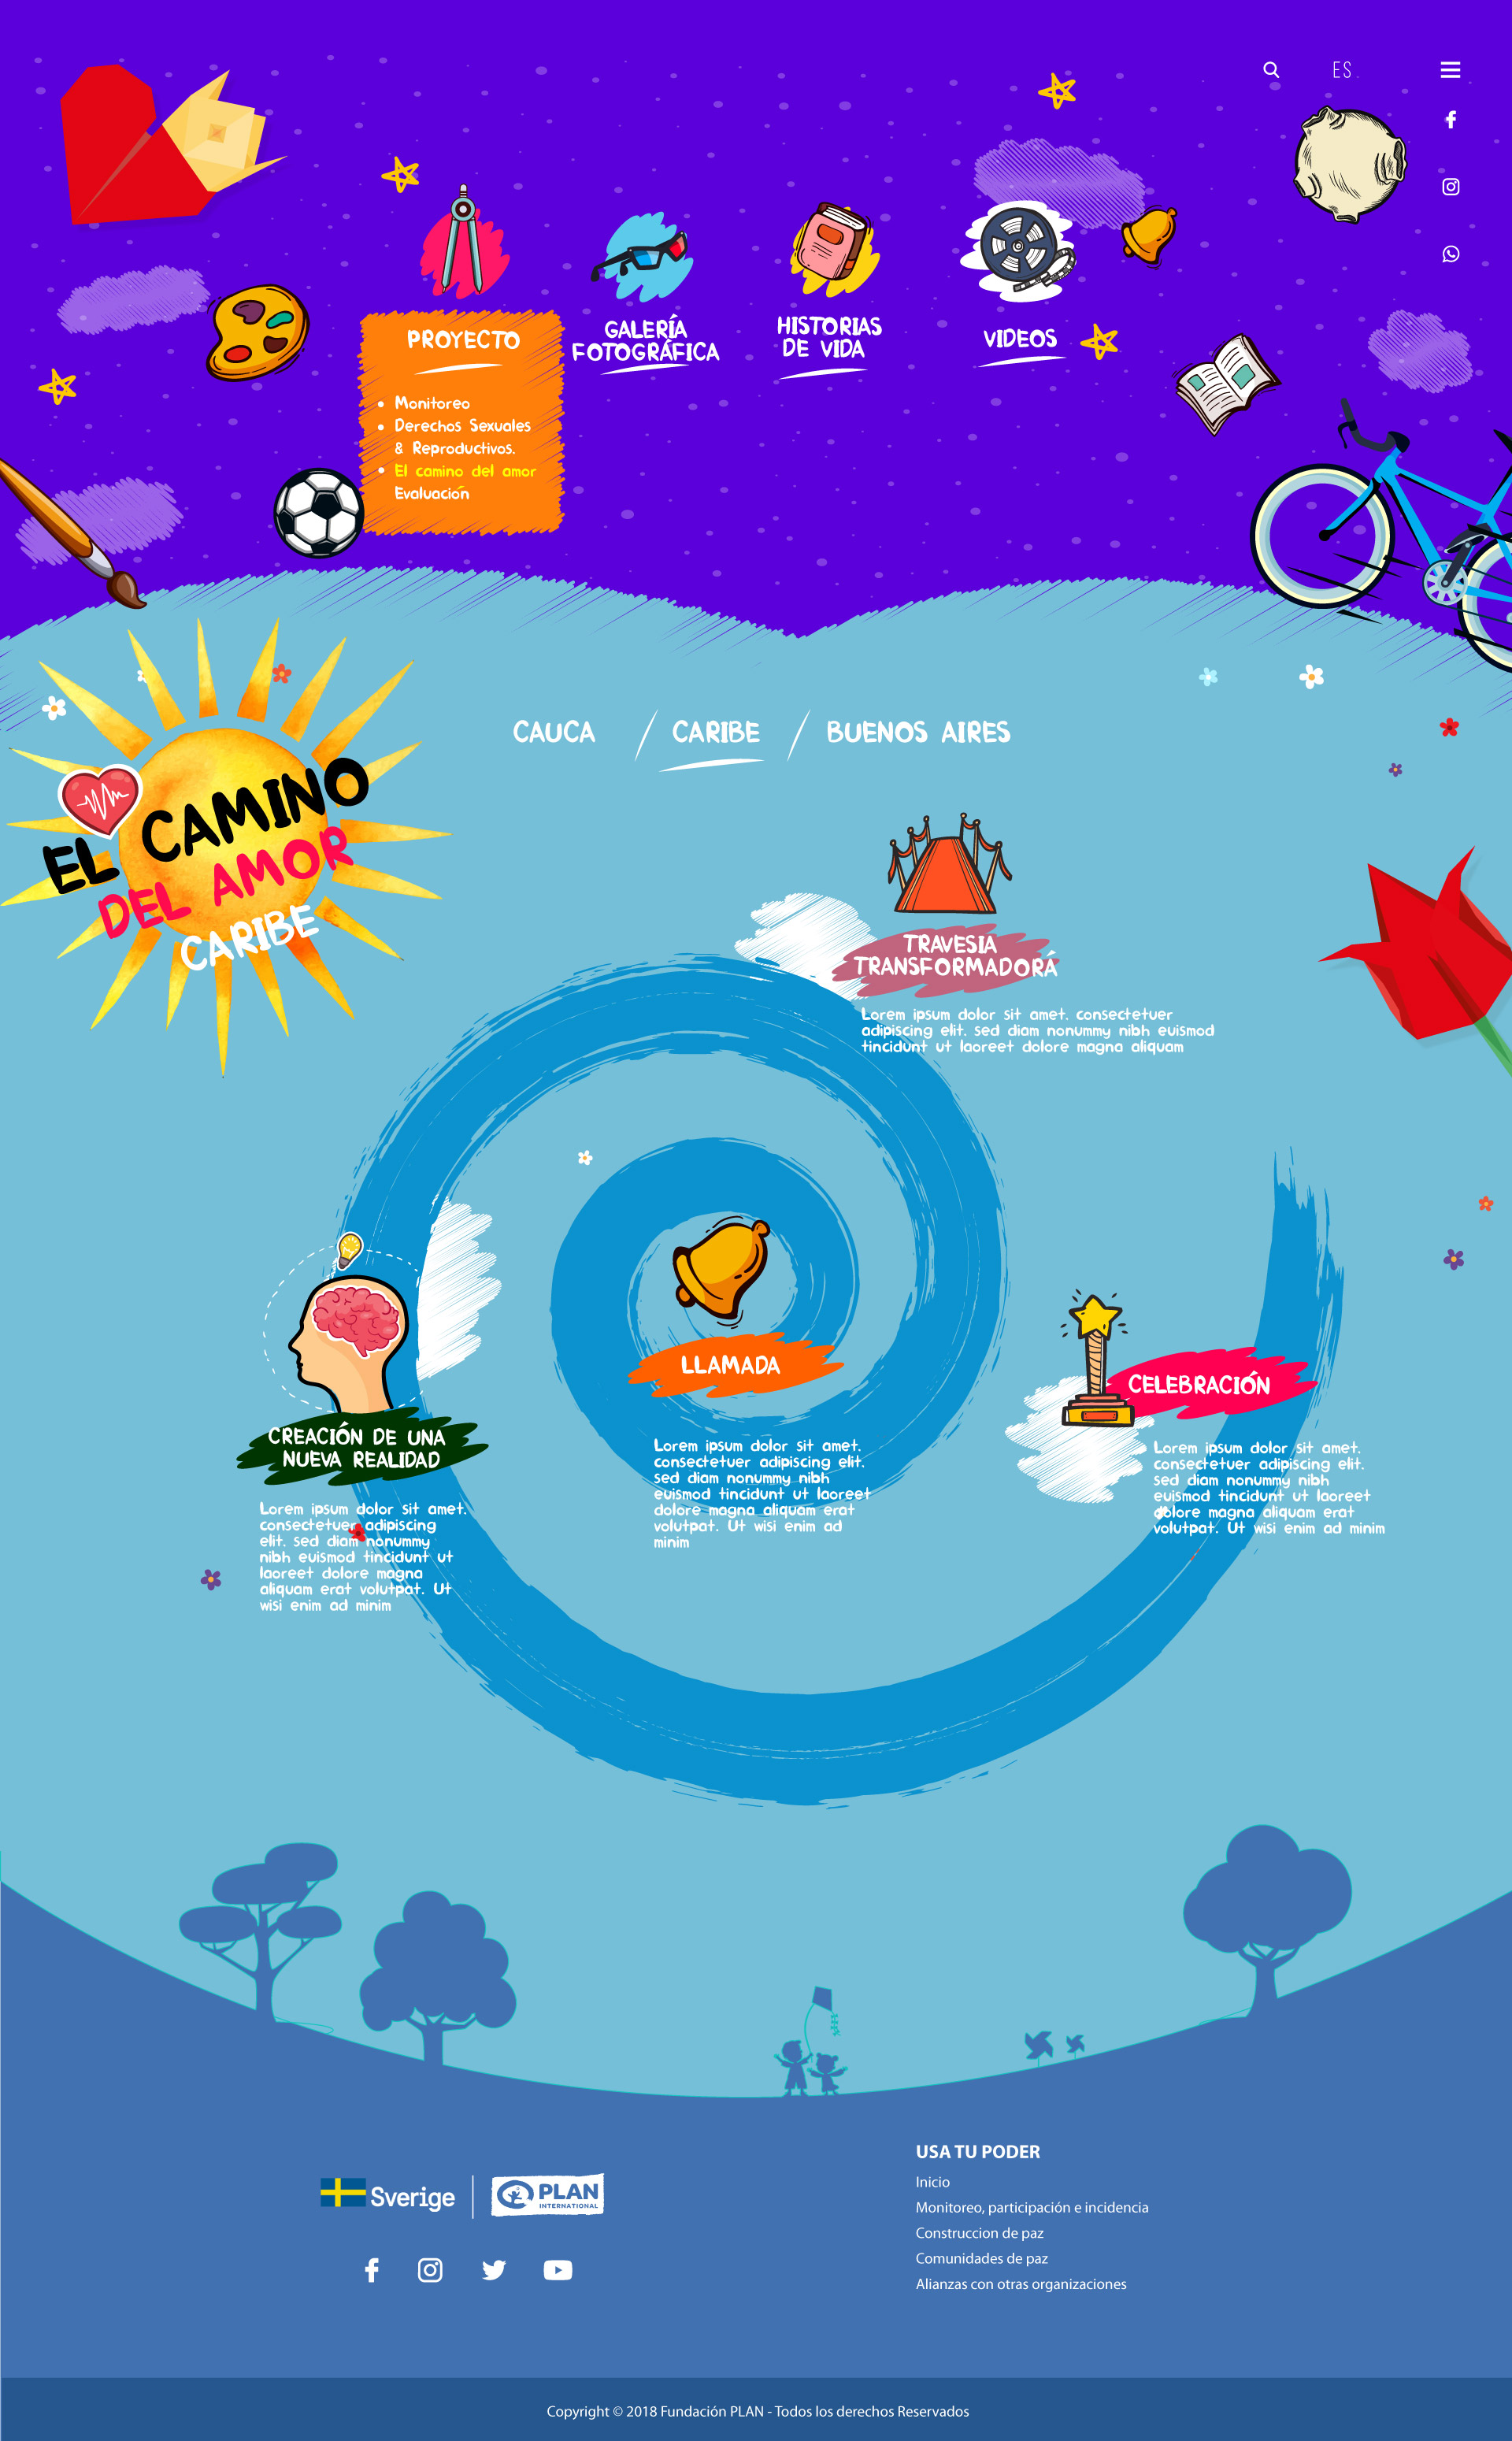 ES
PROYECTO
• Monitoreo
• Derechos Sexuales
& Reproductivos.
• El camino del amor
Evaluación
GALERÍA
FOTOGRÁFICA
HISTORIAS
DE VIDA
VIDEOS
EL CAMINO
DEL AMOR
CARIBE
CAUCA / CARIBE / BUENOS AIRES
TRAVESIA
TRANSFORMADORÁ
Lorem ipsum dolor sit amet. consectetuer
adipiscing elit. sed diam nonummy nibh euismod
tincidunt ut laoreet dolore magna aliquam
CREACIÓN DE UNA
NUEVA REALIDAD
Lorem ipsum dolor sit amet.
consectetuer adipiscing
elit. sed diam nonummy
nibh euismod tincidunt ut
laoreet dolore magna
aliquam erat volutpat. Ut
wisi enim ad minim
LLAMADA
Lorem ipsum dolor sit amet.
consectetuer adipiscing elit.
sed diam nonummy nibh
euismod tincidunt ut laoreet
dolore magna aliquam erat
volutpat. Ut wisi enim ad
minim
CELEBRACIÓN
Lorem ipsum dolor sit amet.
consectetuer adipiscing elit.
sed diam nonummy nibh
euismod tincidunt ut laoreet
dolore magna aliquam erat
volutpat. Ut wisi enim ad minim
Sverige
PLAN
INTERNATIONAL
USA TU PODER
Inicio
Monitoreo, participación e incidencia
Construccion de paz
Comunidades de paz
Alianzas con otras organizaciones
Copyright © 2018 Fundación PLAN - Todos los derechos Reservados